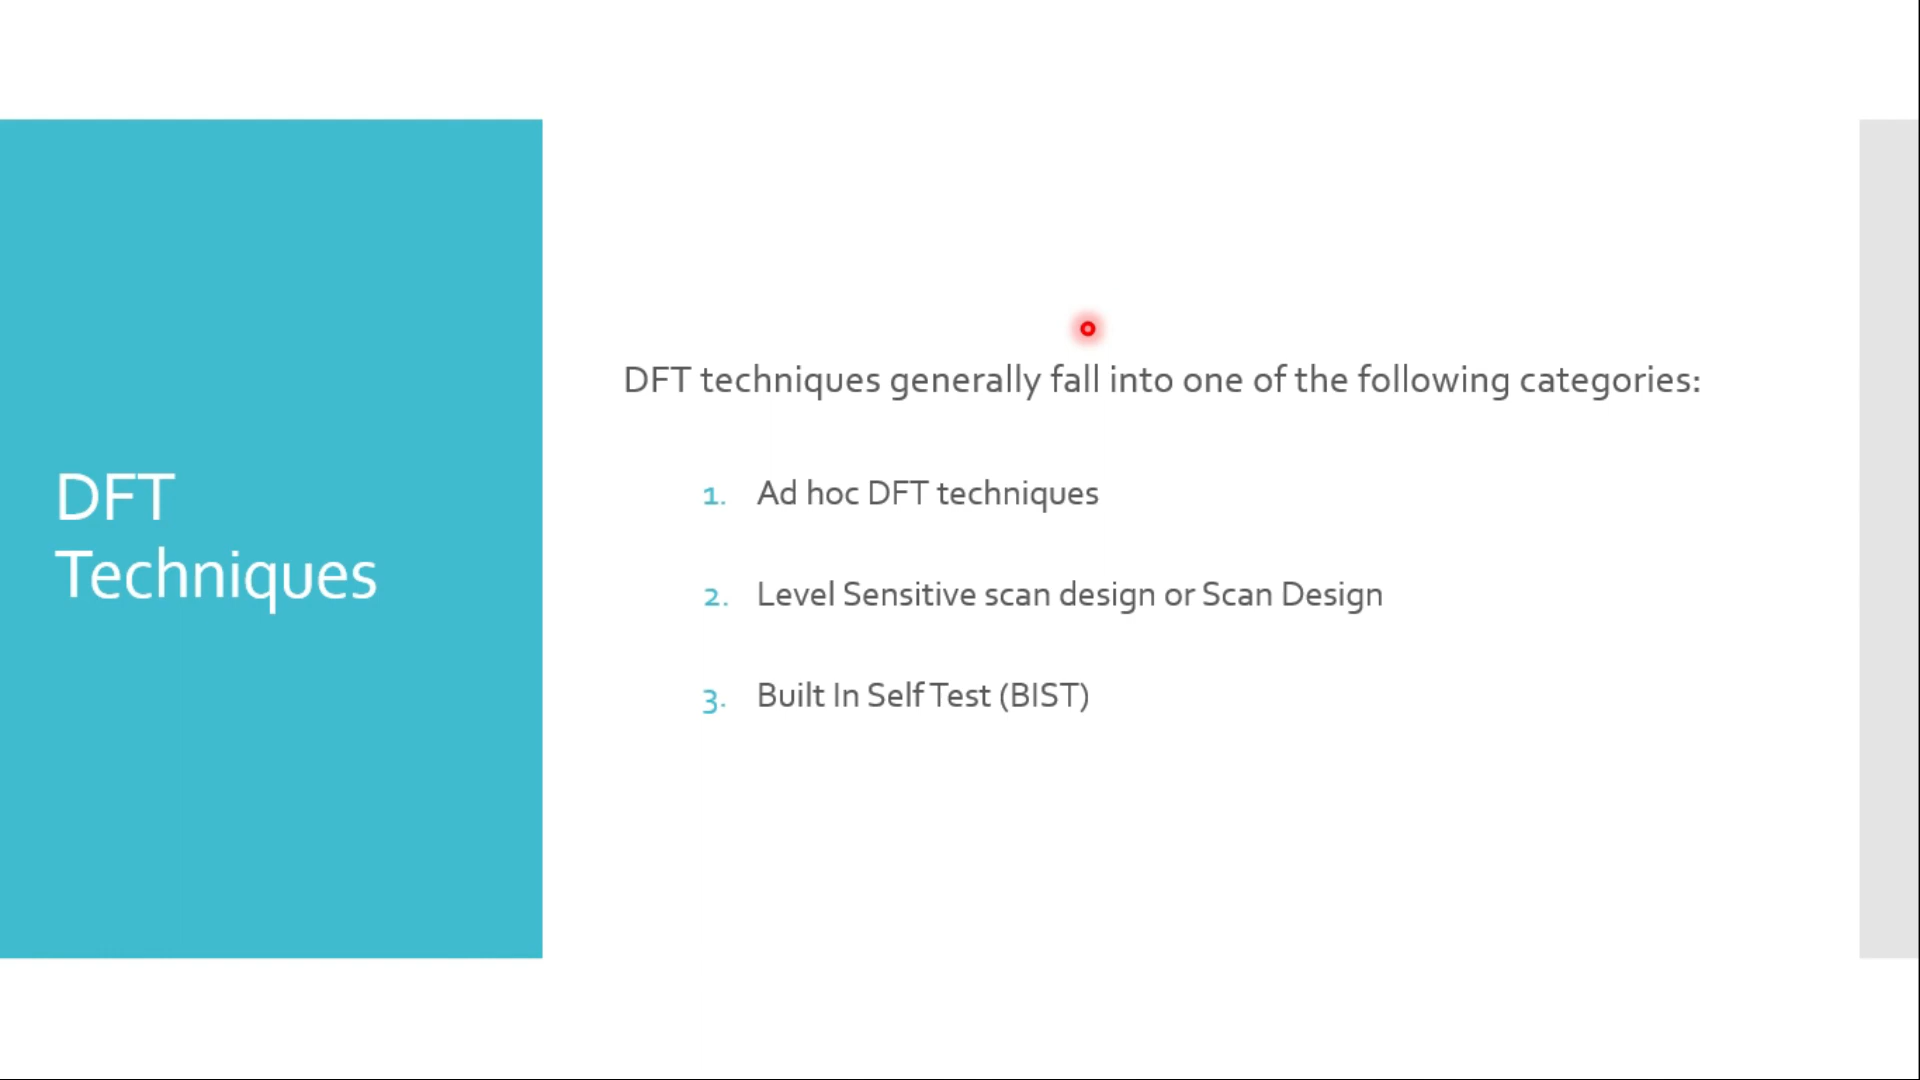 DFT
Techniques
DFT techniques generally fall into one of the following categories:
1. Ad hoc DFT techniques
2. Level Sensitive scan design or Scan Design
3. Built In Self Test (BIST)